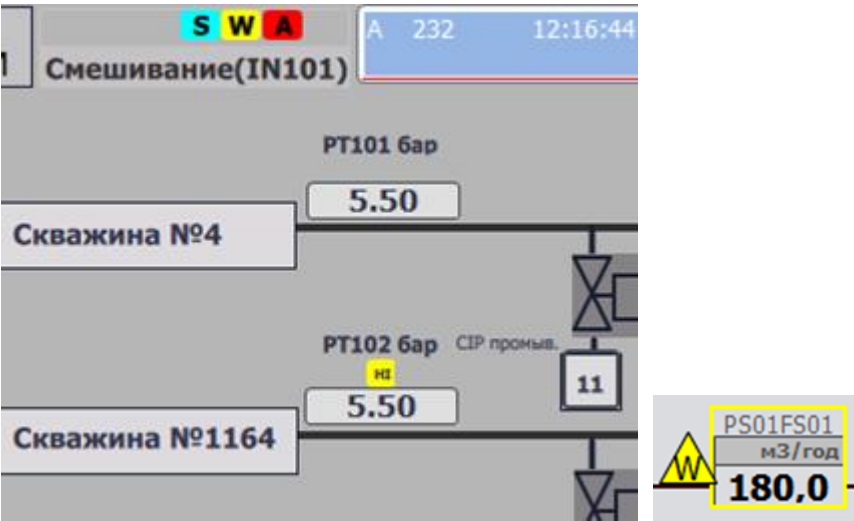 S W A
A 232 12:16:44
Смешивание(IN101)
PT101 бар
5.50
Скважина №4
PT102 бар
CIP промыв.
HI
11
5.50
Скважина №1164
PS01FS01
м3/год
W
180,0